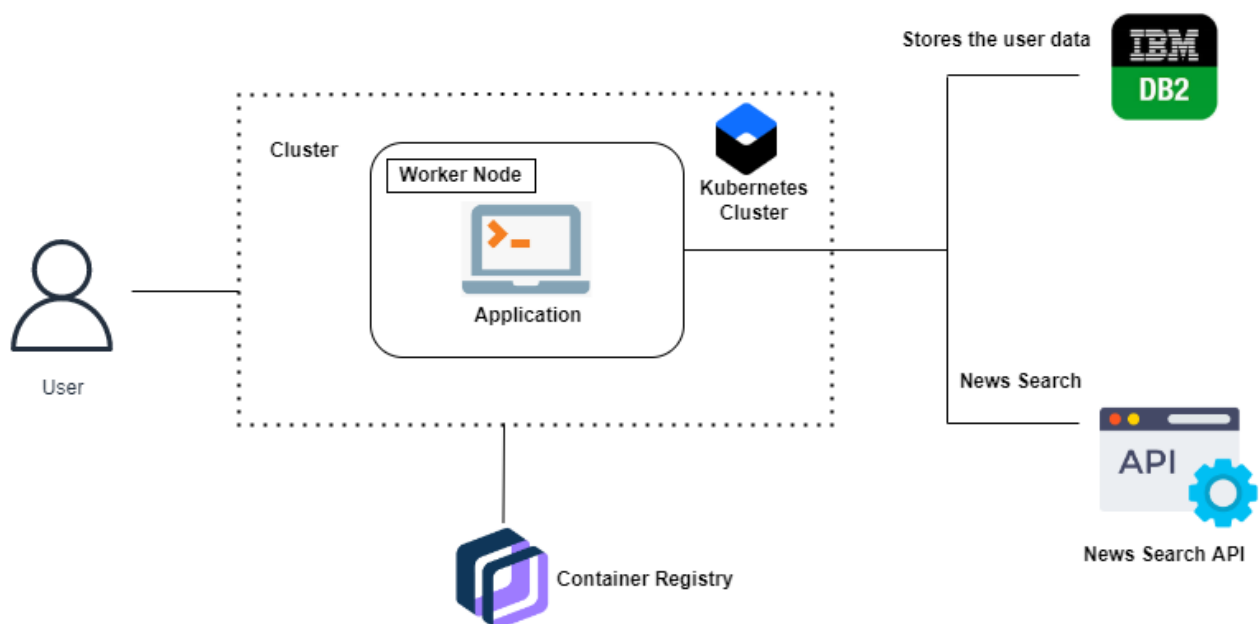 Stores the user data
IBM
DB2
Cluster
Worker Node
Kubernetes
Cluster
Application
User
News Search
API
News Search API
Container Registry